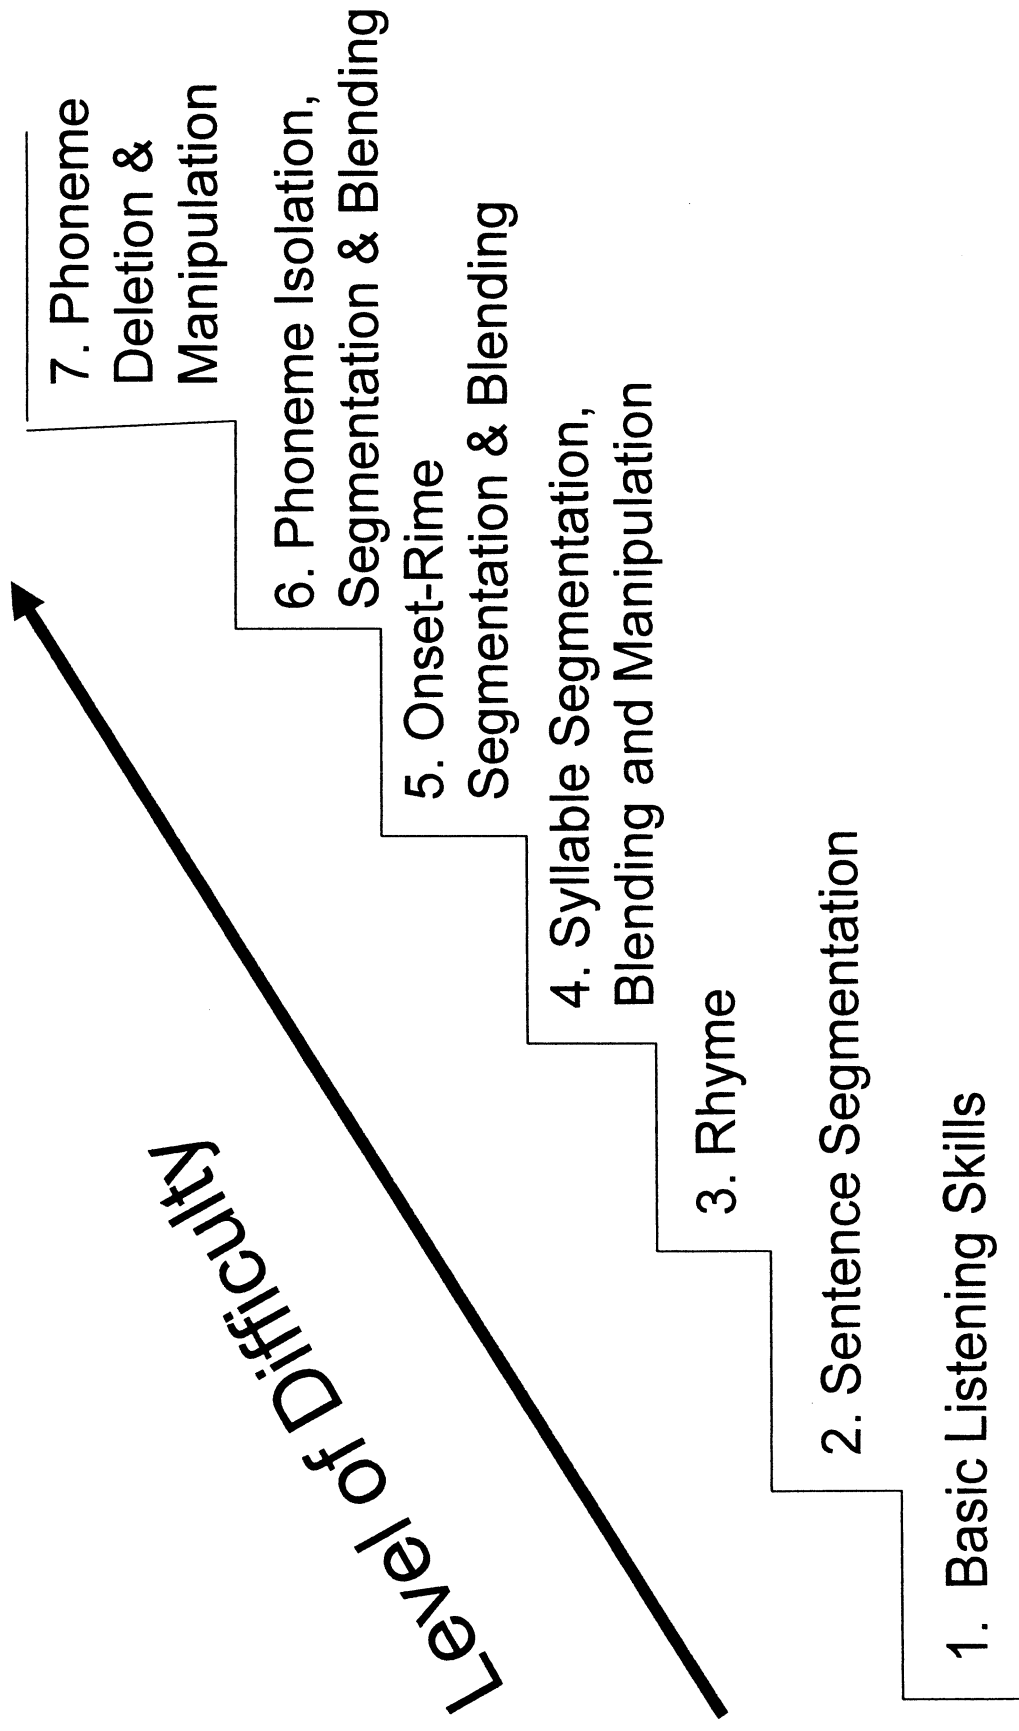 Level of Difficulty
7. Phoneme
Deletion &
Manipulation
6. Phoneme Isolation,
Segmentation & Blending
5. Onset-Rime
Segmentation & Blending
4. Syllable Segmentation,
Blending and Manipulation
3. Rhyme
2. Sentence Segmentation
1. Basic Listening Skills